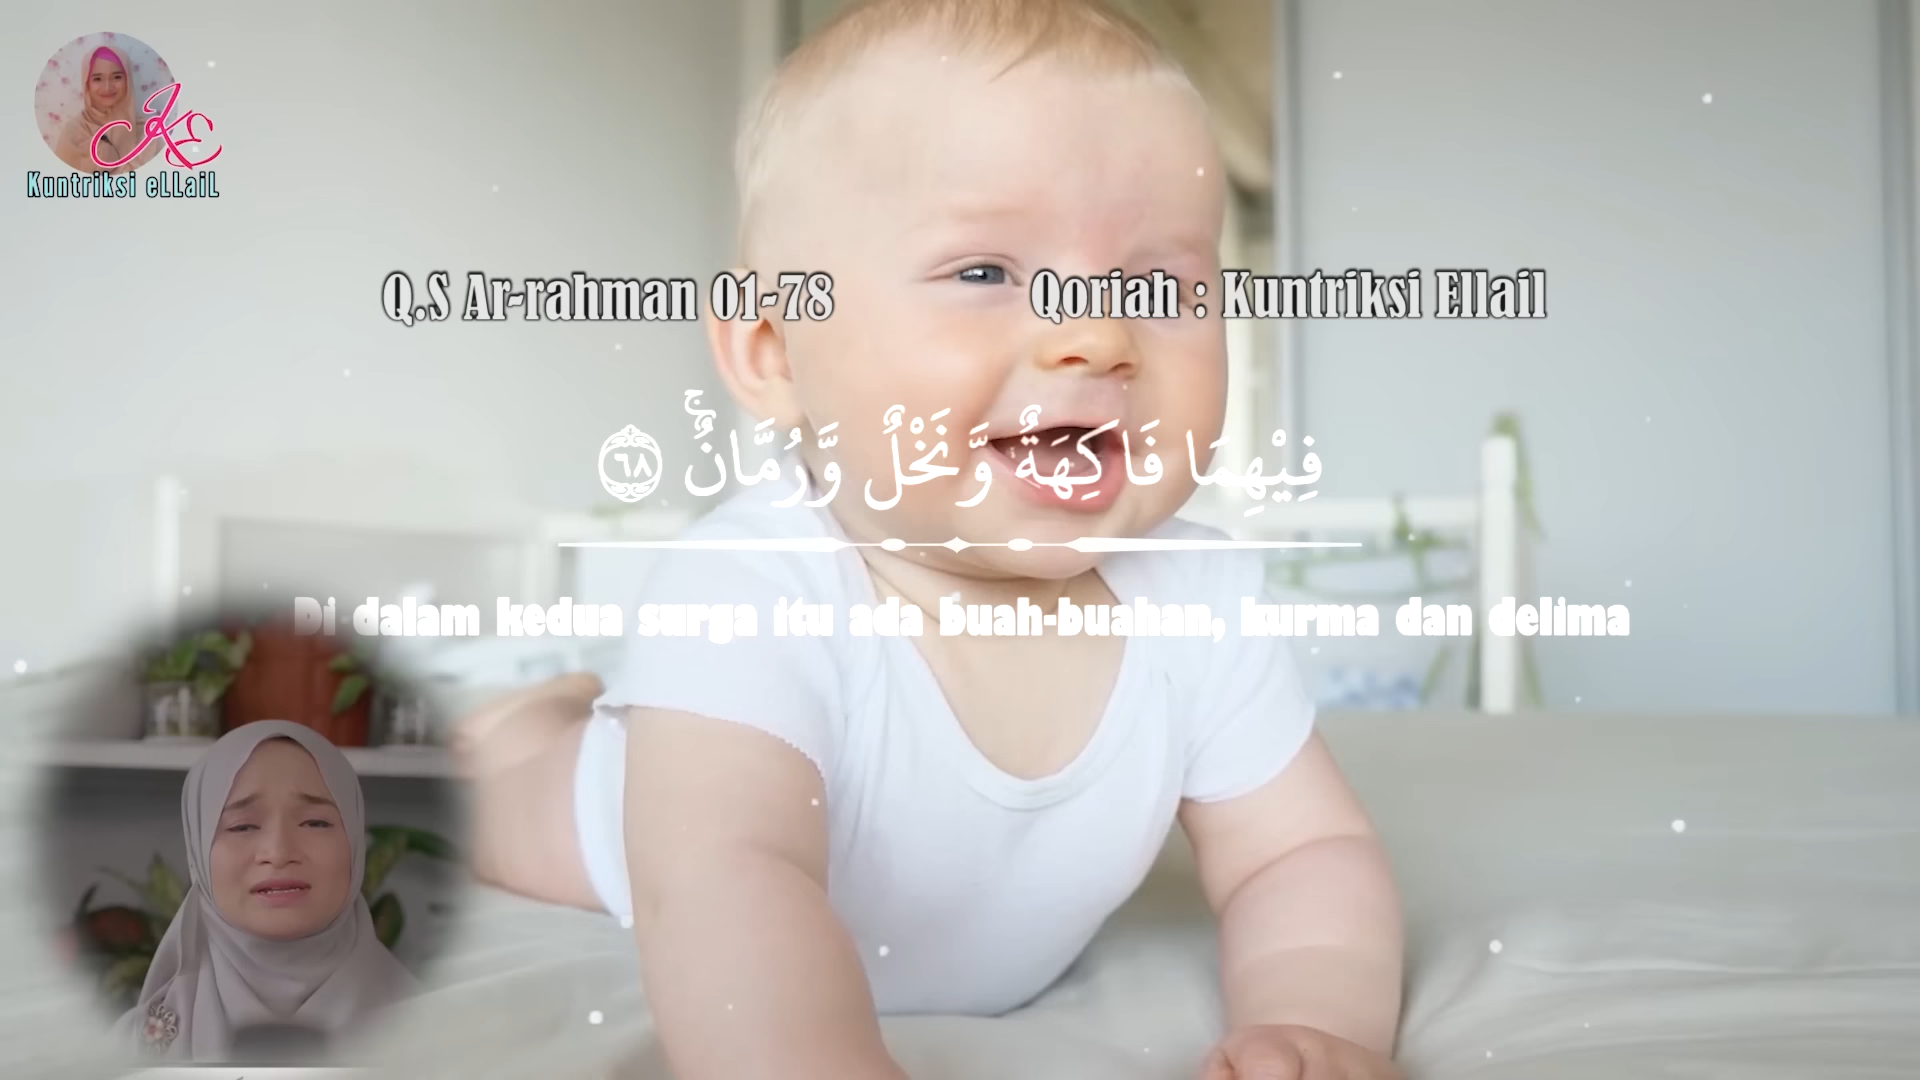 KE
Kuntriksi eLLaiL
Q.S Ar-rahman 01-78
Qoriah : Kuntriksi Ellail
فِيْهِمَا فَاكِهَةٌ وَّنَخْلٌ وَّرُمَّانٌۚ ٦٨
Di dalam kedua surga itu ada buah-buahan, kurma dan delima